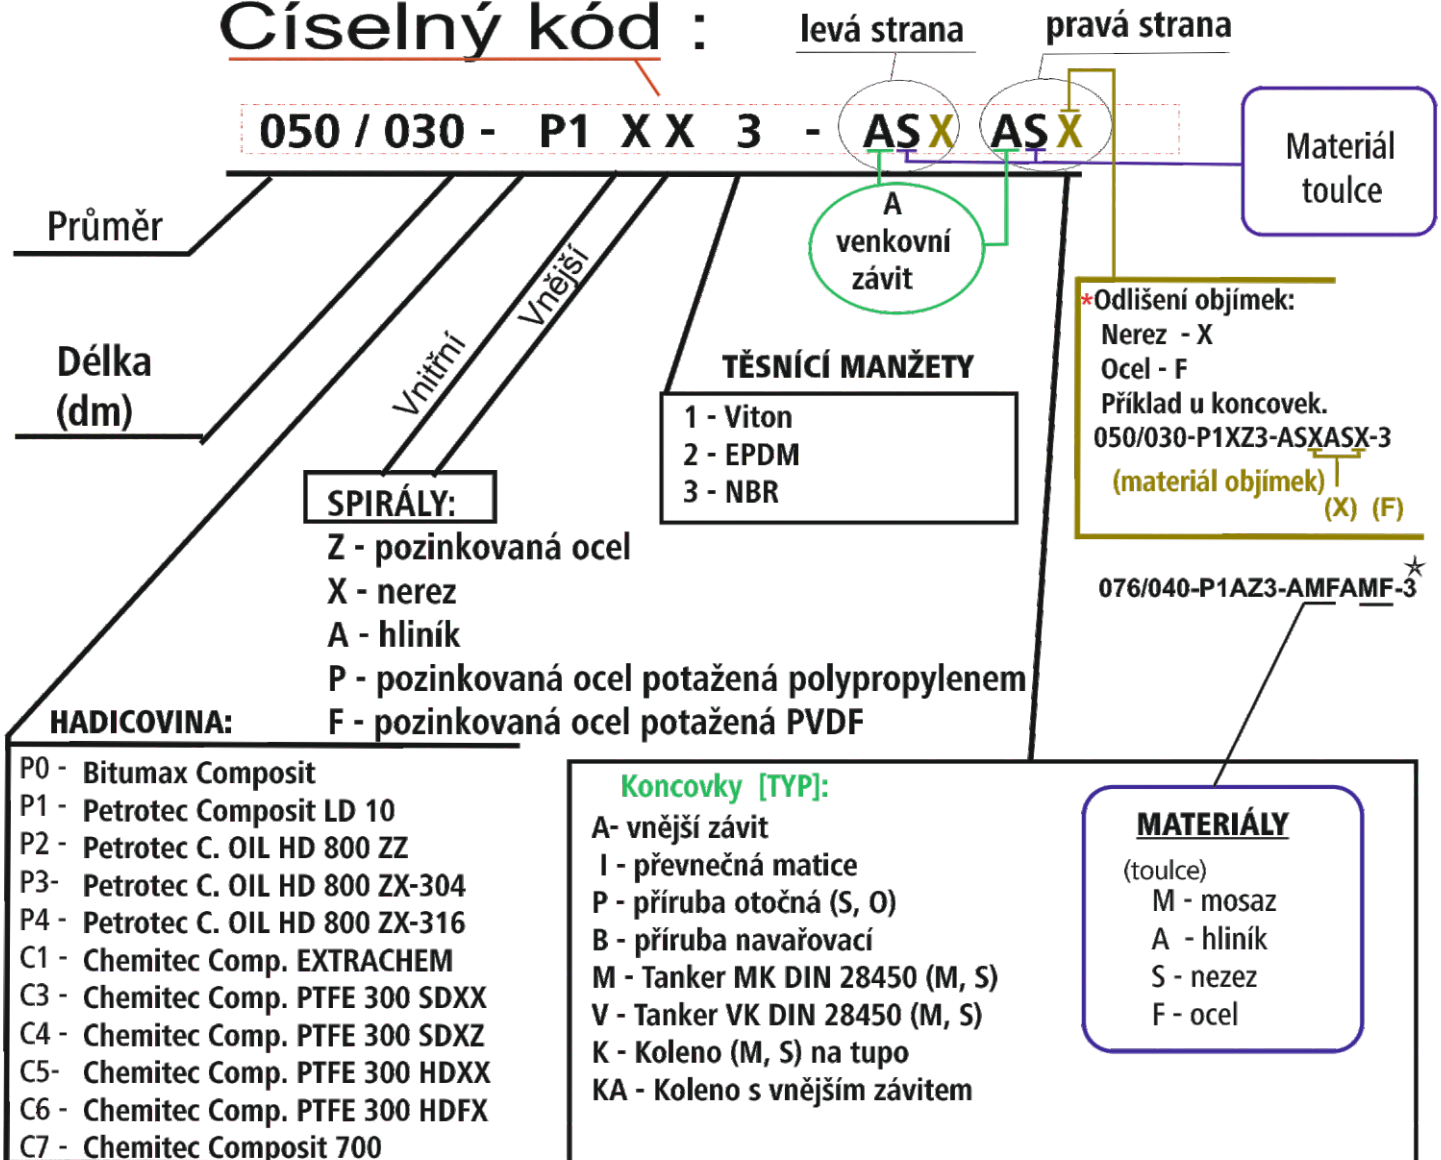 Číselný kód :
levá strana
pravá strana
050 / 030 - P1 X X 3 - ASX ASX
Materiál
toulce
Průměr
A
venkovní
závit
Vnitřní
Vnější
Délka
(dm)
*Odlišení objímek:
Nerez - X
Ocel - F
Příklad u koncovek.
050/030-P1XZ3-ASXASX-3
(materiál objímek)
(X) (F)
TĚSNÍCÍ MANŽETY
1 - Viton
2 - EPDM
3 - NBR
SPIRÁLY:
Z - pozinkovaná ocel
X - nerez
A - hliník
P - pozinkovaná ocel potažená polypropylenem
F - pozinkovaná ocel potažená PVDF
076/040-P1AZ3-AMFAMF-3
HADICOVINA:
P0 - Bitumax Composit
P1 - Petrotec Composit LD 10
P2 - Petrotec C. OIL HD 800 ZZ
P3- Petrotec C. OIL HD 800 ZX-304
P4 - Petrotec C. OIL HD 800 ZX-316
C1 - Chemitec Comp. EXTRACHEM
C3 - Chemitec Comp. PTFE 300 SDXX
C4 - Chemitec Comp. PTFE 300 SDXZ
C5- Chemitec Comp. PTFE 300 HDXX
C6 - Chemitec Comp. PTFE 300 HDFX
C7 - Chemitec Composit 700
Koncovky [TYP]:
A- vnější závit
I - převnečná matice
P - příruba otočná (S, O)
B - příruba navařovací
M - Tanker MK DIN 28450 (M, S)
V - Tanker VK DIN 28450 (M, S)
K - Koleno (M, S) na tupo
KA - Koleno s vnějším závitem
MATERIÁLY
(toulce)
M - mosaz
A - hliník
S - nezez
F - ocel